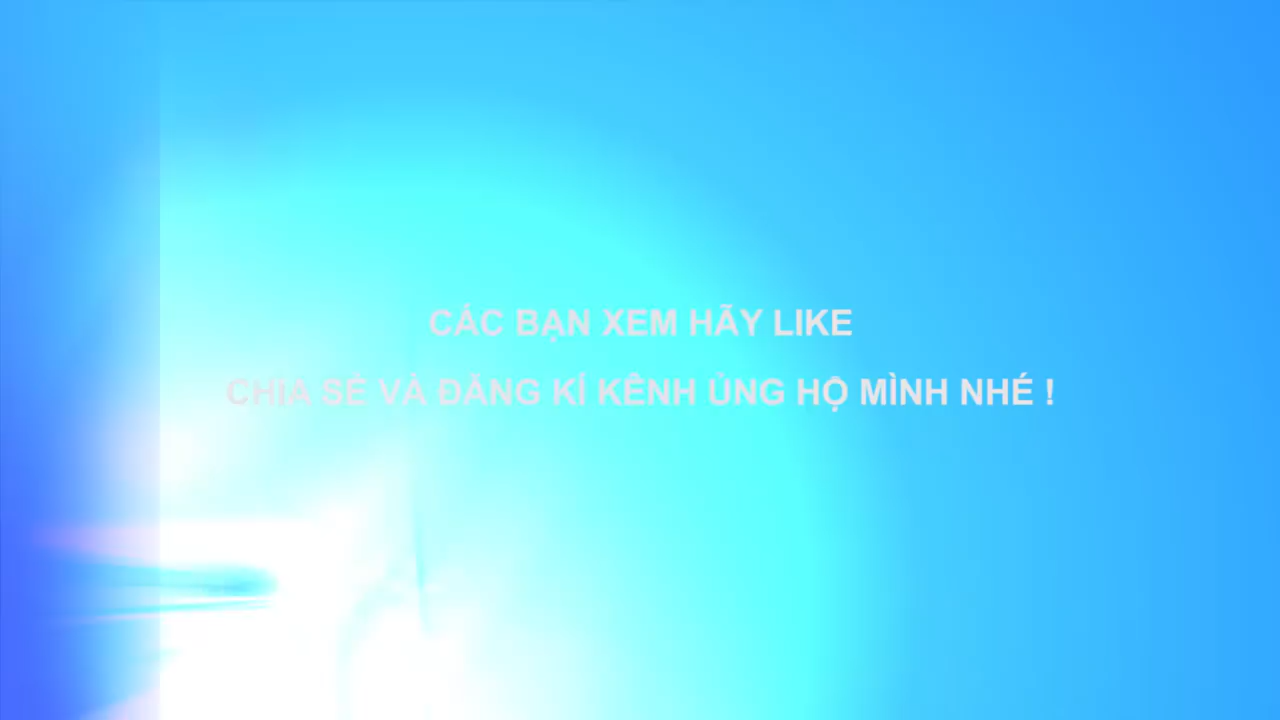 CÁC BẠN XEM HÃY LIKE
CHIA SẺ VÀ ĐĂNG KÍ KÊNH ỦNG HỘ MÌNH NHÉ !